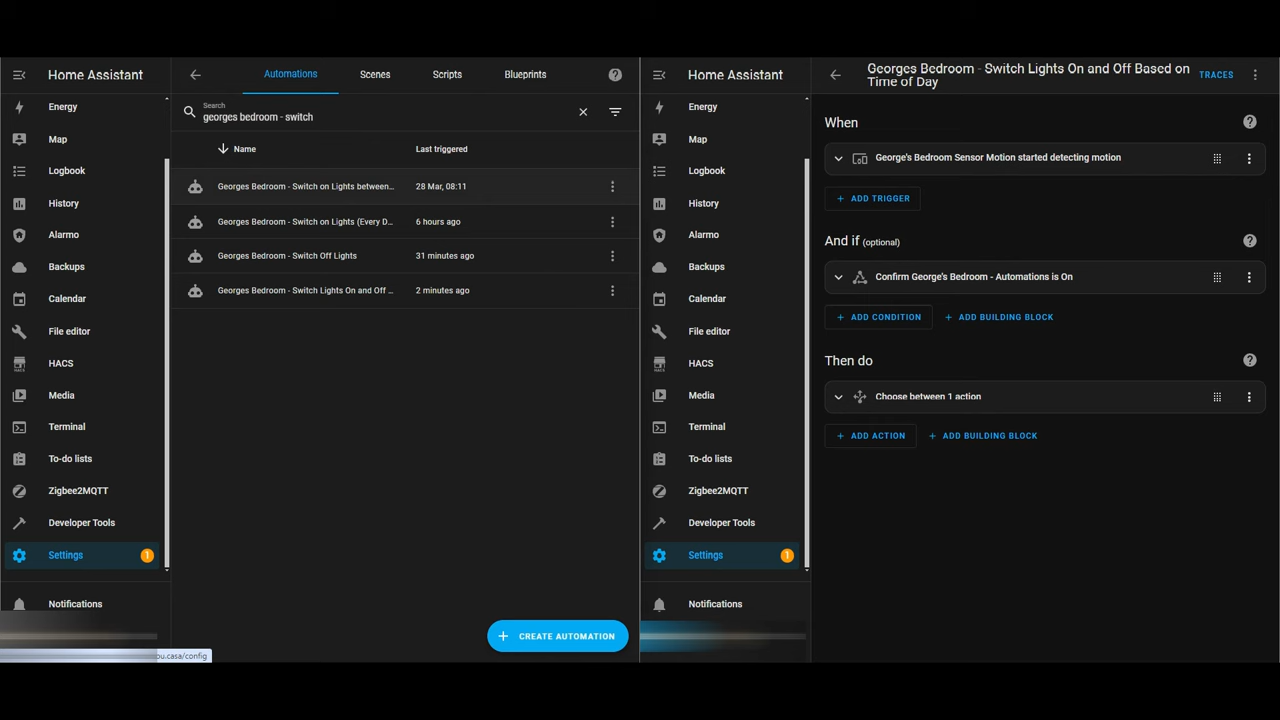 Home Assistant
Energy
Map
Logbook
History
Alarmo
Backups
Calendar
File editor
HACS
Media
Terminal
To-do lists
Zigbee2MQTT
Developer Tools
Settings
1
Notifications
ou.casa/config
Automations
Scenes
Scripts
Blueprints
Search
georges bedroom - switch
Name
Last triggered
Georges Bedroom - Switch on Lights between...
28 Mar, 08:11
Georges Bedroom - Switch on Lights (Every D...
6 hours ago
Georges Bedroom - Switch Off Lights
31 minutes ago
Georges Bedroom - Switch Lights On and Off ...
2 minutes ago
CREATE AUTOMATION
Home Assistant
Energy
Map
Logbook
History
Alarmo
Backups
Calendar
File editor
HACS
Media
Terminal
To-do lists
Zigbee2MQTT
Developer Tools
Settings
1
Notifications
Georges Bedroom - Switch Lights On and Off Based on
Time of Day
TRACES
When
George's Bedroom Sensor Motion started detecting motion
ADD TRIGGER
And if (optional)
Confirm George's Bedroom - Automations is On
ADD CONDITION
ADD BUILDING BLOCK
Then do
Choose between 1 action
ADD ACTION
ADD BUILDING BLOCK